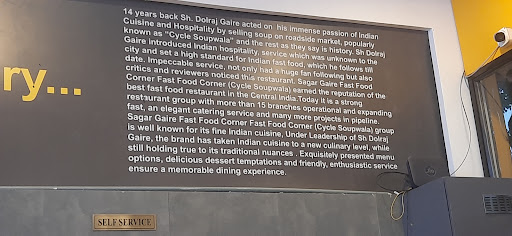 14 years back Sh. Dolraj Gaire acted on his immense passion of Indian
Cuisine and Hospitality by selling soup on roadside market, popularly
known as "Cycle Soupwala" and the rest as they say is history. Sh Dolraj
Gaire introduced Indian hospitality, service which was unknown to the
city and set a high standard for Indian fast food, which he follows till
date. Impeccable service, not only had a huge fan following but also
critics and reviewers noticed this restaurant. Sagar Gaire Fast Food
Corner Fast Food Corner (Cycle Soupwala) earned the reputation of the
best fast food restaurant in the Central India.Today it is a strong
restaurant group with more than 15 branches operational and expanding
fast, an elegant catering service and many more projects in pipeline.
Sagar Gaire Fast Food Corner Fast Food Corner (Cycle Soupwala) group
is well known for its fine Indian cuisine, Under Leadership of Sh Dolraj
Gaire, the brand has taken Indian cuisine to a new culinary level, while
still holding true to its traditional nuances . Exquisitely presented menu
options, delicious dessert temptations and friendly, enthusiastic service
ensure a memorable dining experience.
ry...
SELF SERVICE